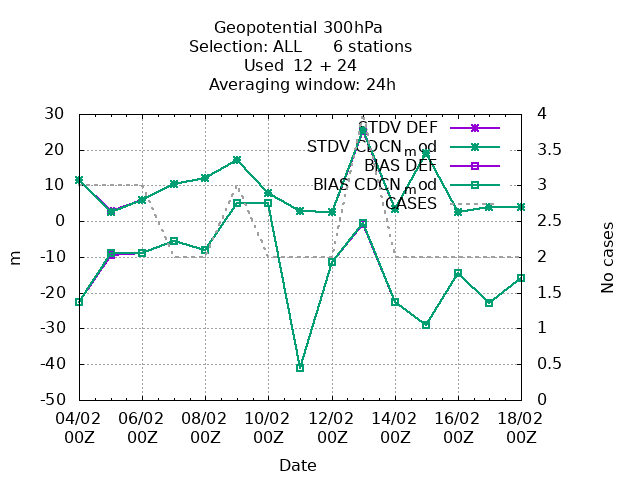 Geopotential 300hPa
Selection: ALL 6 stations
Used 12 + 24
Averaging window: 24h
30 4
STDV DEF
20 STDV CDCN_mod 3.5
BIAS DEF
10 BIAS CDCN_mod 3
CASES
0 2.5
-10 2
m No cases
-20 1.5
-30 1
-40 0.5
-50 0
04/02 06/02 08/02 10/02 12/02 14/02 16/02 18/02
00Z 00Z 00Z 00Z 00Z 00Z 00Z 00Z
Date